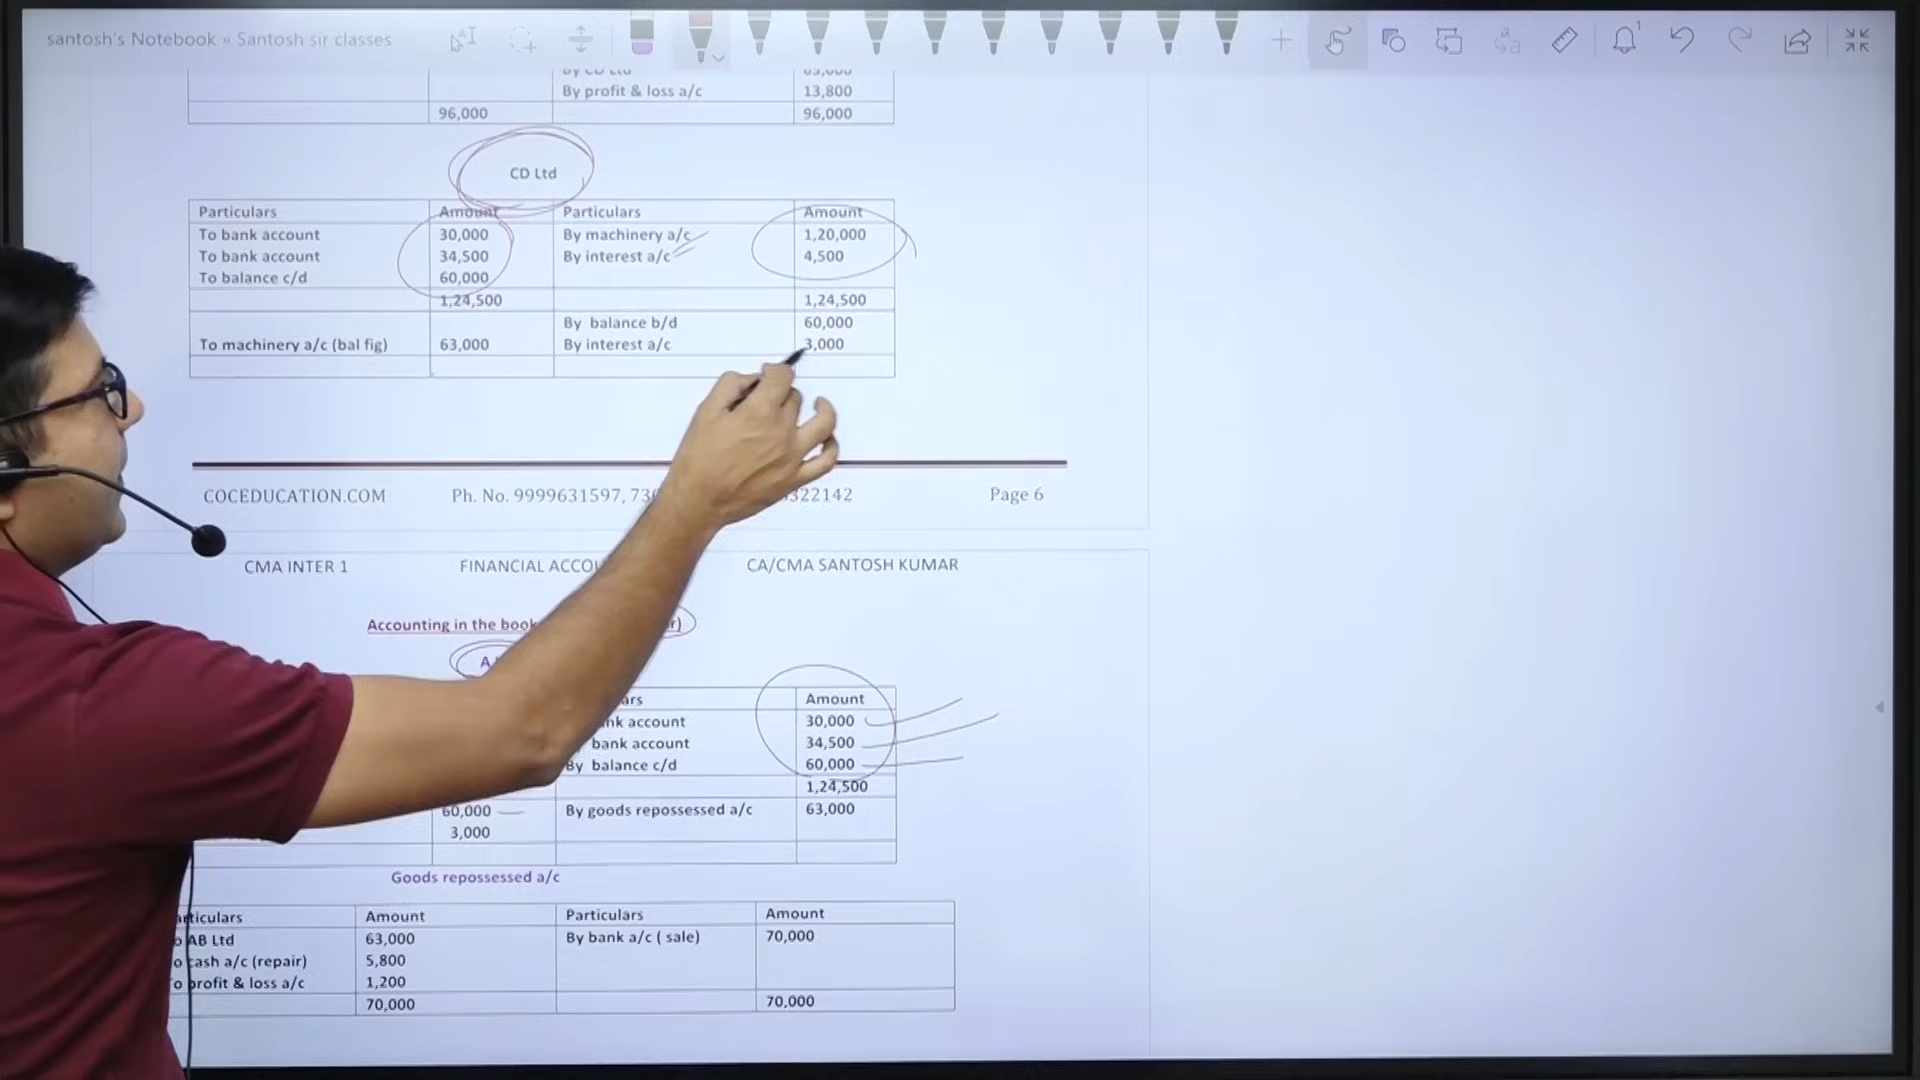 santosh's Notebook » Santosh sir classes
By profit & loss a/c 13,800
96,000 96,000
CD Ltd
Particulars Amount Particulars Amount
To bank account 30,000 By machinery a/c 1,20,000
To bank account 34,500 By interest a/c 4,500
To balance c/d 60,000
1,24,500 1,24,500
By balance b/d 60,000
To machinery a/c (bal fig) 63,000 By interest a/c 3,000
COCEDUCATION.COM Ph. No. 9999631597, 322142 Page 6
CMA INTER 1 FINANCIAL CA/CMA SANTOSH KUMAR
Accounting in the
Amount
account 30,000
bank account 34,500
By balance c/d 60,000
1,24,500
60,000 By goods repossessed a/c 63,000
3,000
Goods repossessed a/c
Amount Particulars Amount
AB Ltd 63,000 By bank a/c ( sale) 70,000
cash a/c (repair) 5,800
profit & loss a/c 1,200
70,000 70,000